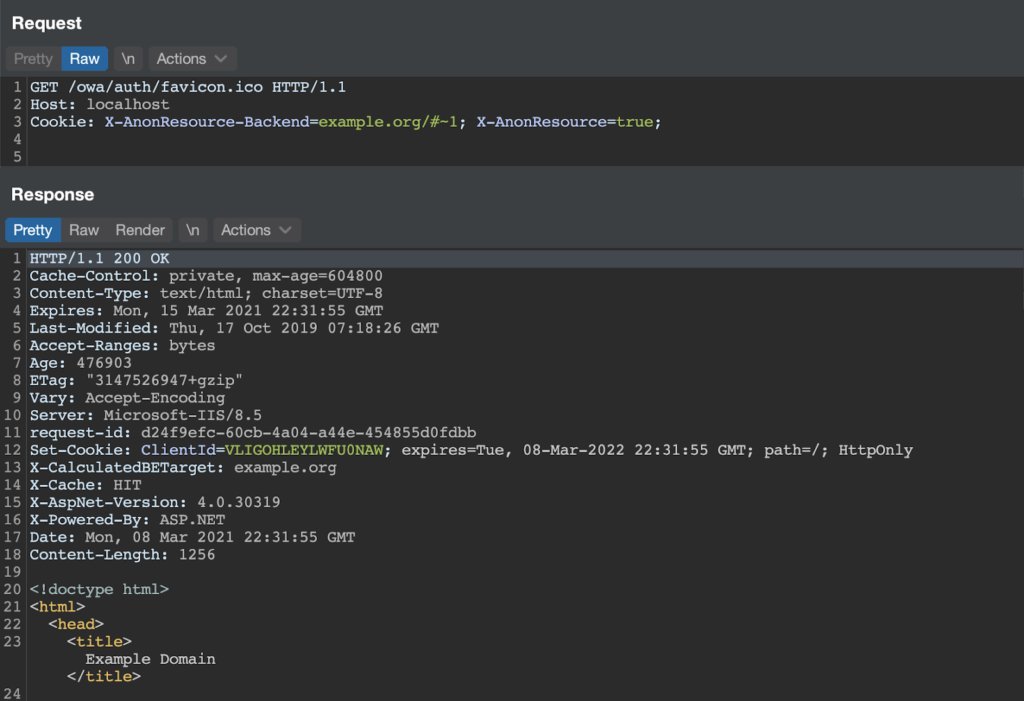 Request
Pretty Raw \n Actions
1 GET /owa/auth/favicon.ico HTTP/1.1
2 Host: localhost
3 Cookie: X-AnonResource-Backend=example.org/#~1; X-AnonResource=true;
4
5
Response
Pretty Raw Render \n Actions
1 HTTP/1.1 200 OK
2 Cache-Control: private, max-age=604800
3 Content-Type: text/html; charset=UTF-8
4 Expires: Mon, 15 Mar 2021 22:31:55 GMT
5 Last-Modified: Thu, 17 Oct 2019 07:18:26 GMT
6 Accept-Ranges: bytes
7 Age: 476903
8 ETag: "3147526947+gzip"
9 Vary: Accept-Encoding
10 Server: Microsoft-IIS/8.5
11 request-id: d24f9efc-60cb-4a04-a44e-454855d0fdbb
12 Set-Cookie: ClientId=VLIGOHLEYLWFU0NAW; expires=Tue, 08-Mar-2022 22:31:55 GMT; path=/; HttpOnly
13 X-CalculatedBETarget: example.org
14 X-Cache: HIT
15 X-AspNet-Version: 4.0.30319
16 X-Powered-By: ASP.NET
17 Date: Mon, 08 Mar 2021 22:31:55 GMT
18 Content-Length: 1256
19
20 <!doctype html>
21 <html>
22 <head>
23 <title>
Example Domain
</title>
24